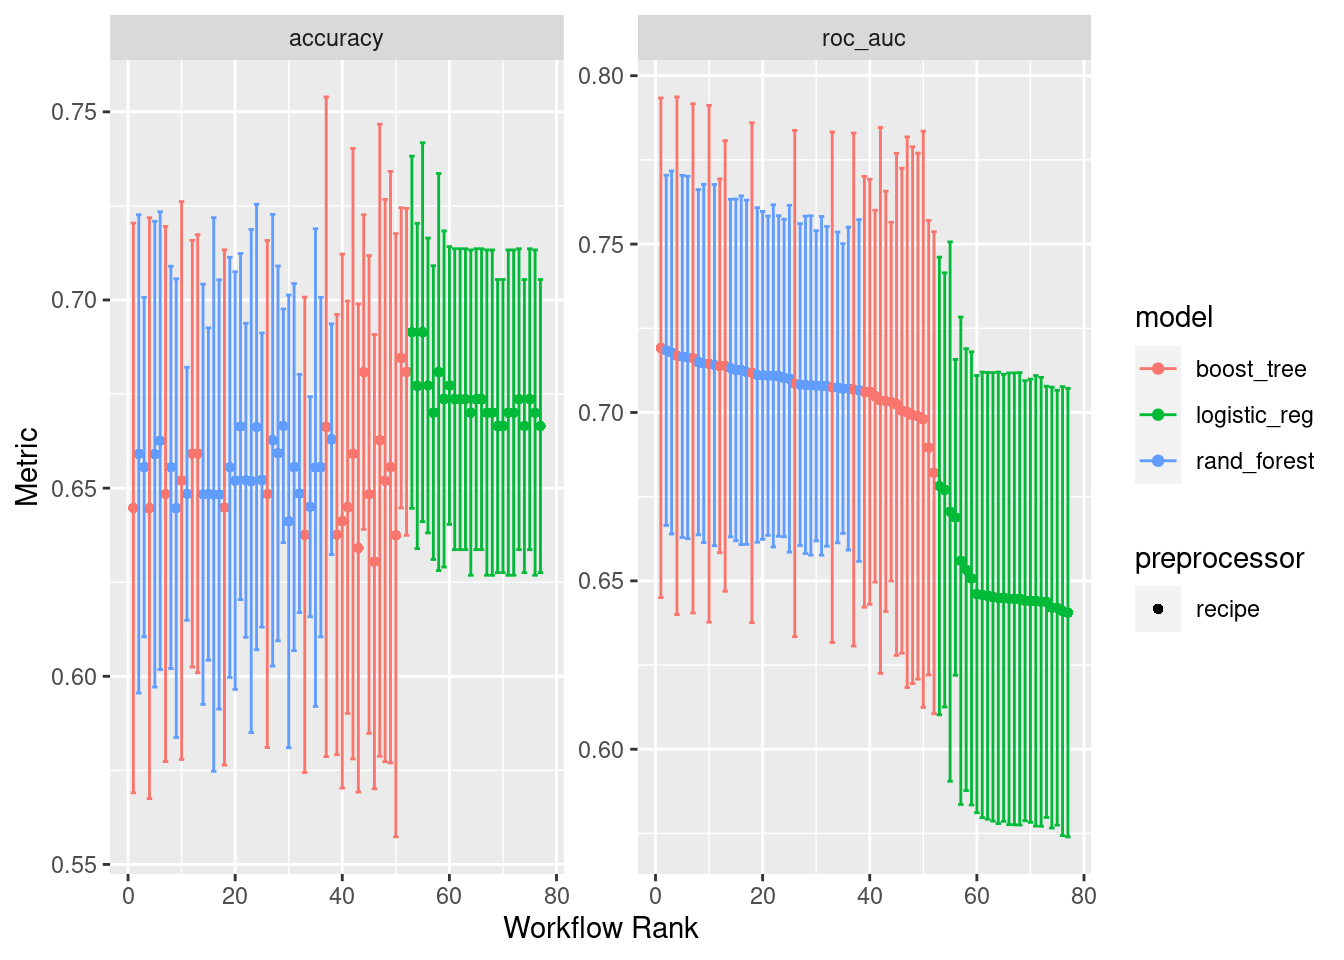 accuracy
roc_auc
Metric
0.75
0.70
0.65
0.60
0.55
0.80
0.75
0.70
0.65
0.60
0 20 40 60 80
0 20 40 60 80
Workflow Rank
model
boost_tree
logistic_reg
rand_forest
preprocessor
recipe